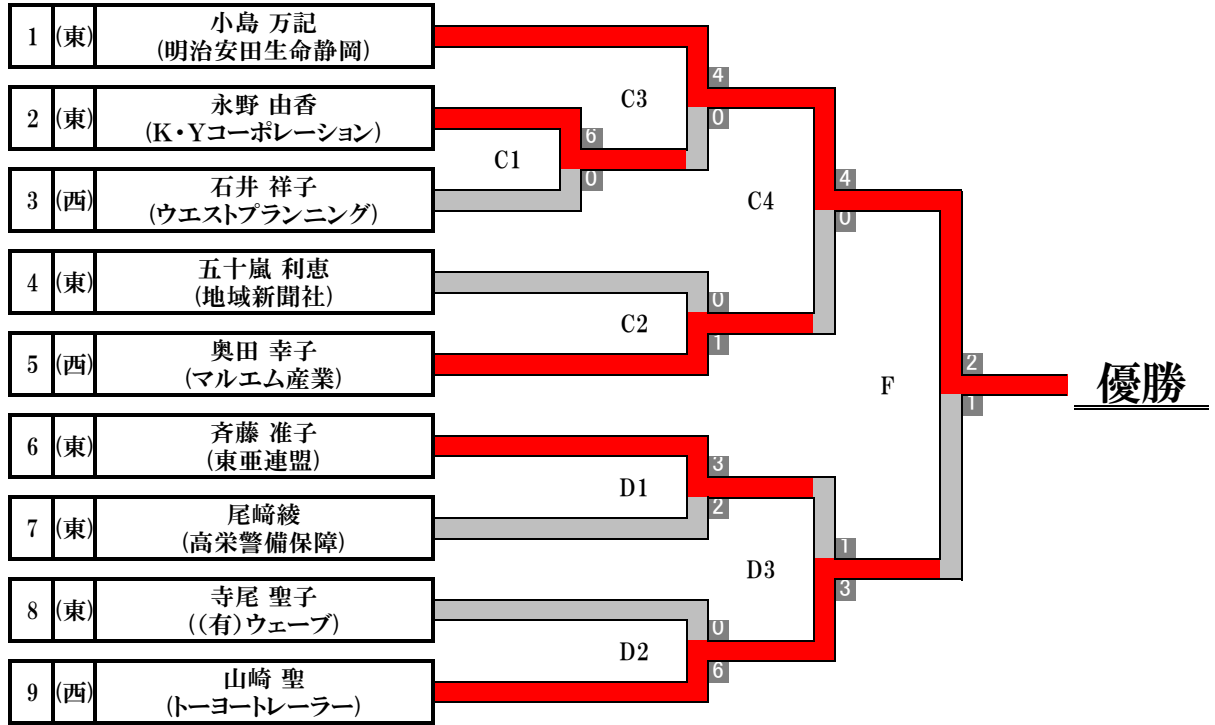 1 (東) 小島 万記
(明治安田生命静岡)
4
C3
0
2 (東) 永野 由香
(K・Yコーポレーション)
6
C1
0
3 (西) 石井 祥子
(ウエストプランニング)
4
C4
0
4 (東) 五十嵐 利恵
(地域新聞社)
0
C2
1
5 (西) 奥田 幸子
(マルエム産業)
2
F
優勝
1
6 (東) 斉藤 准子
(東亜連盟)
3
D1
2
7 (東) 尾﨑綾
(高栄警備保障)
1
D3
3
8 (東) 寺尾 聖子
((有)ウェーブ)
0
D2
6
9 (西) 山崎 聖
(トーヨートレーラー)